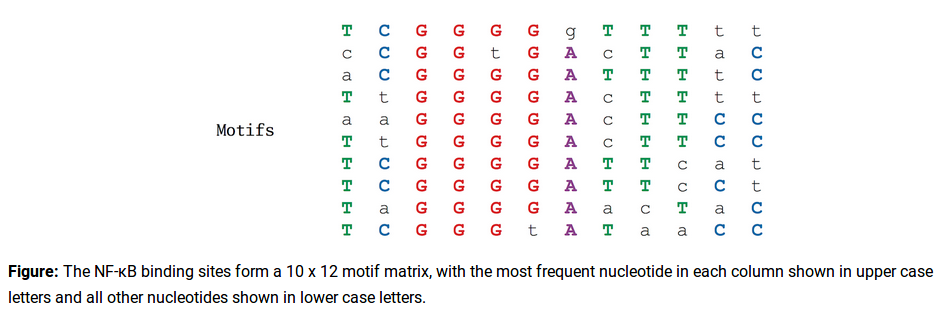 T C G G G G g T T T t t
c C G G t G A c T T a C
a C G G G G A T T T t C
T t G G G G A c T T t t
a a G G G G A c T T C C
Motifs
T t G G G G A c T T C C
T C G G G G A T T c a t
T C G G G G A T T c C t
T a G G G G A a c T a C
T C G G G t A T a a C C
Figure: The NF-κB binding sites form a 10 x 12 motif matrix, with the most frequent nucleotide in each column shown in upper case
letters and all other nucleotides shown in lower case letters.